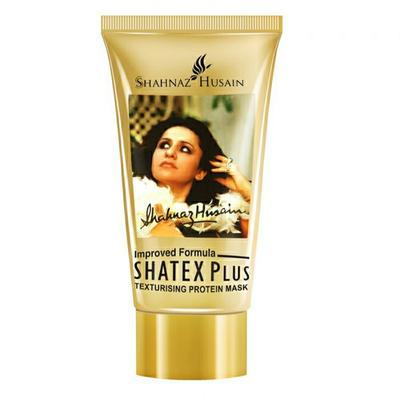 SHAHNAZ HUSAIN
Shahnaz Husain
Improved Formula
SHATEX PLUS
TEXTURISING PROTEIN MASK